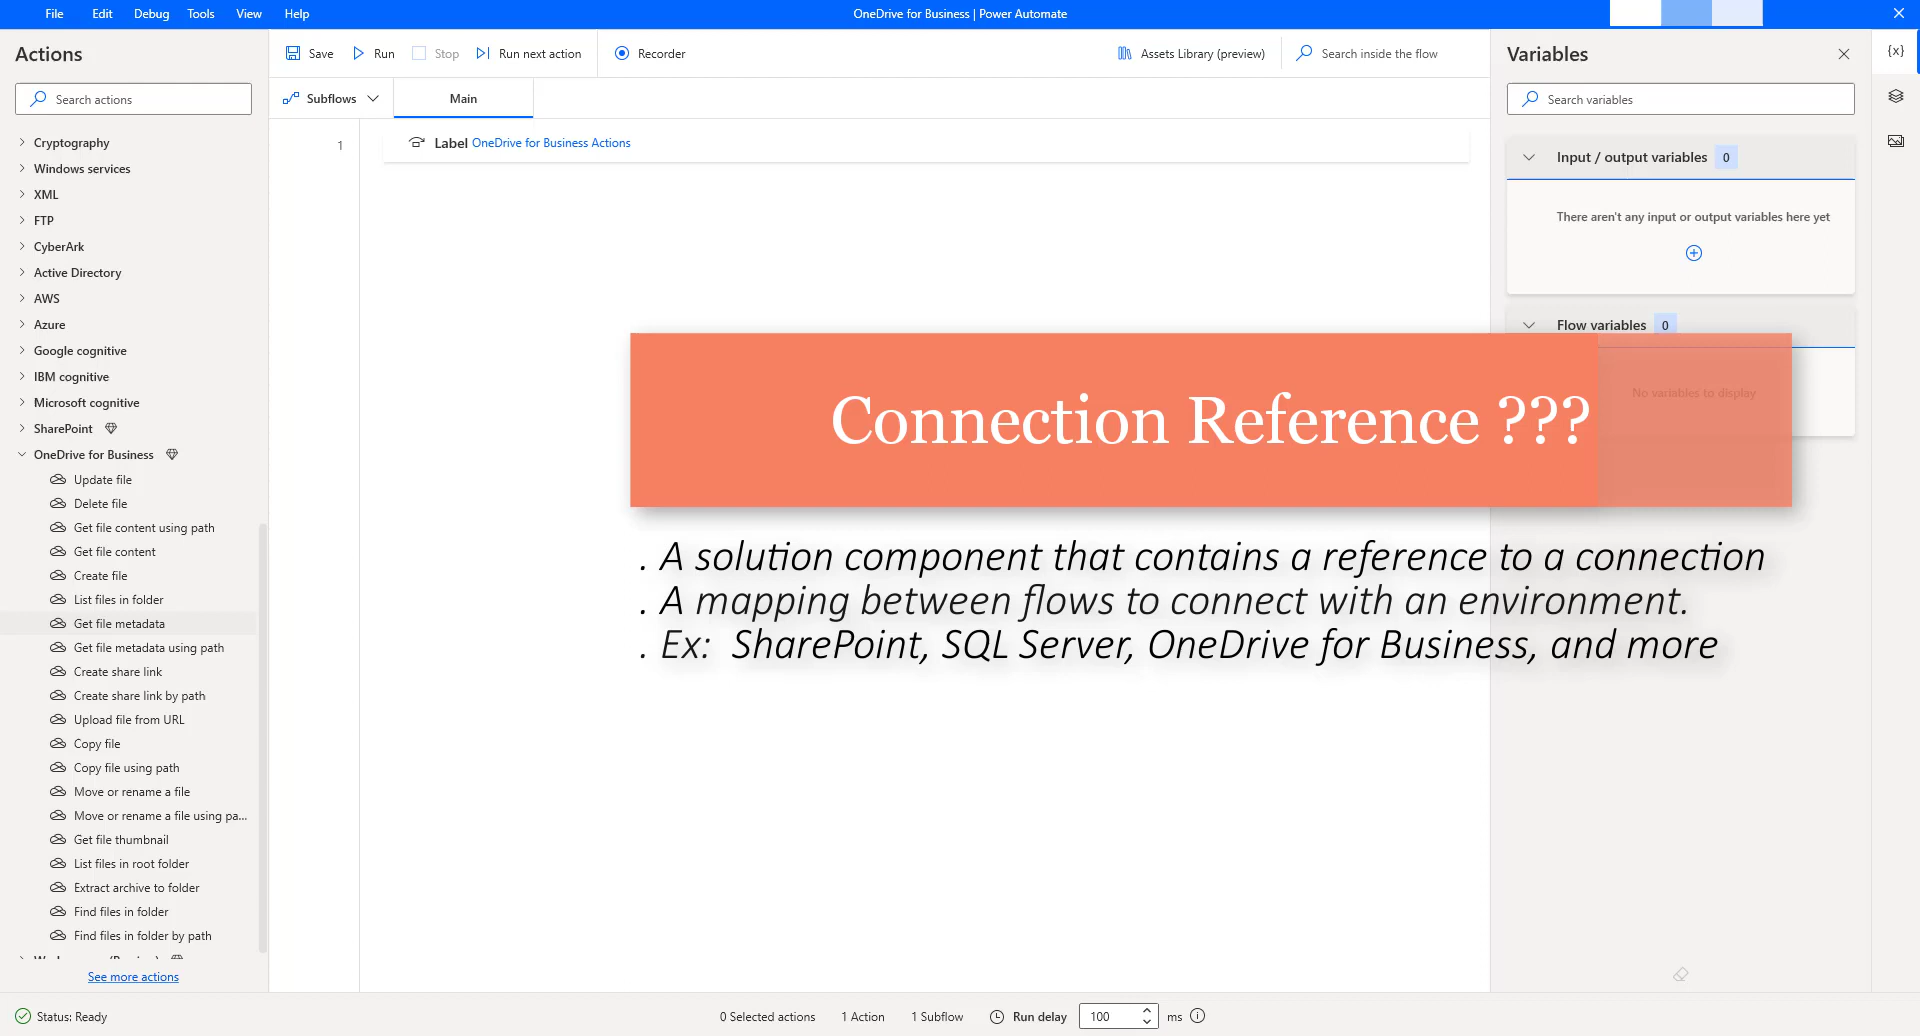 File Edit Debug Tools View Help
OneDrive for Business | Power Automate
Actions
Search actions
Cryptography
Windows services
XML
FTP
CyberArk
Active Directory
AWS
Azure
Google cognitive
IBM cognitive
Microsoft cognitive
SharePoint
OneDrive for Business
Update file
Delete file
Get file content using path
Get file content
Create file
List files in folder
Get file metadata
Get file metadata using path
Create share link
Create share link by path
Upload file from URL
Copy file
Copy file using path
Move or rename a file
Move or rename a file using pa...
Get file thumbnail
List files in root folder
Extract archive to folder
Find files in folder
Find files in folder by path
See more actions
Save Run Stop Run next action Recorder
Assets Library (preview) Search inside the flow
Subflows Main
1 Label OneDrive for Business Actions
Connection Reference ???
. A solution component that contains a reference to a connection
. A mapping between flows to connect with an environment.
. Ex: SharePoint, SQL Server, OneDrive for Business, and more
Variables
{x}
Search variables
Input / output variables 0
There aren't any input or output variables here yet
Flow variables 0
No variables to display
Status: Ready
0 Selected actions 1 Action 1 Subflow Run delay 100 ms